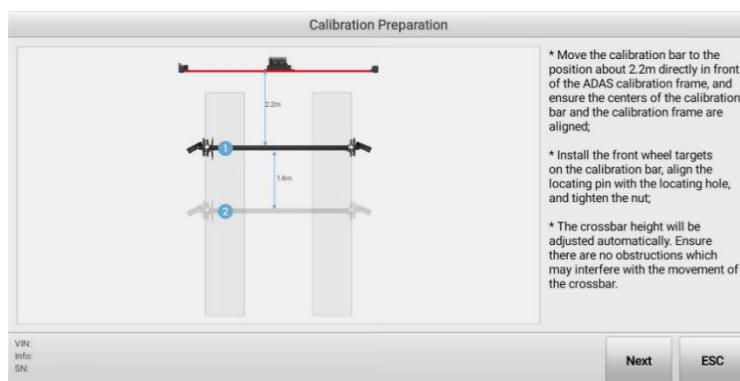 Calibration Preparation
2.2m
1
1.6m
2
* Move the calibration bar to the
position about 2.2m directly in front
of the ADAS calibration frame, and
ensure the centers of the calibration
bar and the calibration frame are
aligned;
* Install the front wheel targets
on the calibration bar, align the
locating pin with the locating hole,
and tighten the nut;
* The crossbar height will be
adjusted automatically. Ensure
there are no obstructions which
may interfere with the movement of
the crossbar.
VIN:
Info:
SN:
Next
ESC